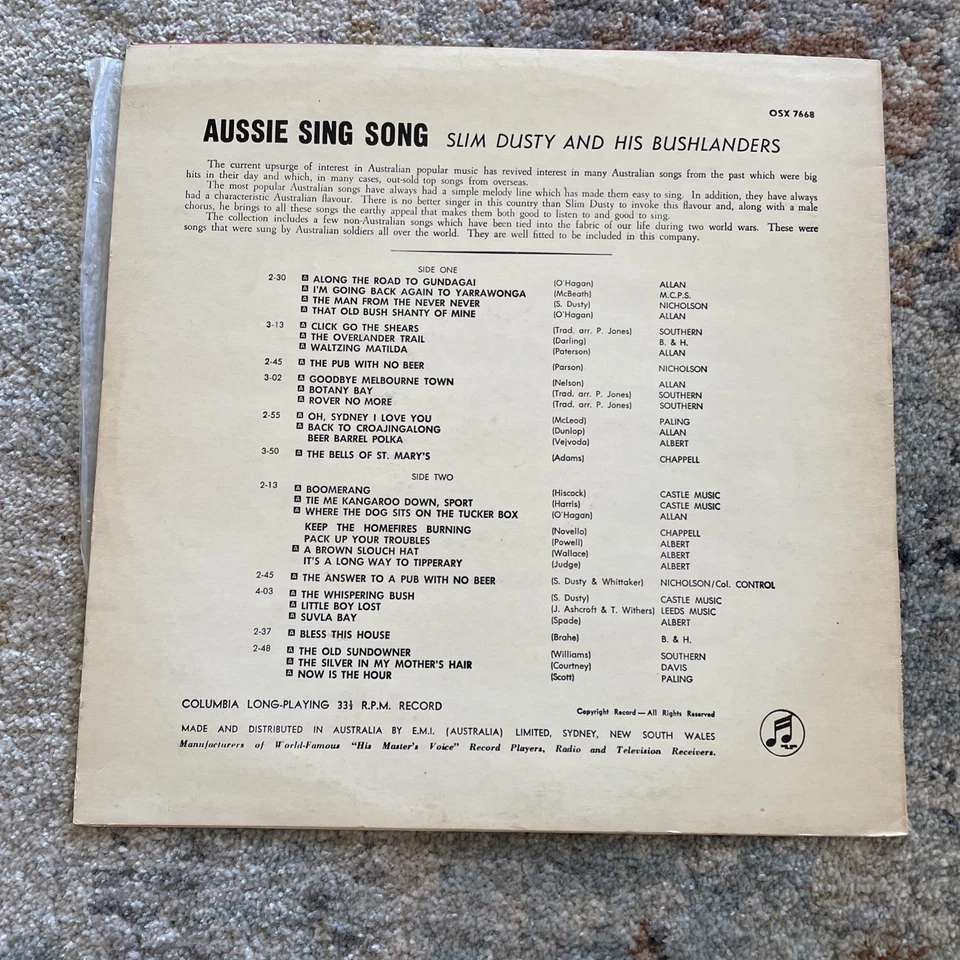 OSX 7668
AUSSIE SING SONG SLIM DUSTY AND HIS BUSHLANDERS
The current upsurge of interest in Australian popular music has revived interest in many Australian songs from the past which were big
hits in their day and which, in many cases, out-sold top songs from overseas.
The most popular Australian songs have always had a simple melody line which has made them easy to sing. In addition, they have always
had a characteristic Australian flavour. There is no better singer in this country than Slim Dusty to invoke this flavour and, along with a male
chorus, he brings to all these songs the earthy appeal that makes them both good to listen to and good to sing.
The collection includes a few non-Australian songs which have been tied into the fabric of our life during two world wars. These were
songs that were sung by Australian soldiers all over the world. They are well fitted to be included in this company.
SIDE ONE
2-30 A ALONG THE ROAD TO GUNDAGAI (O'Hagan) ALLAN
A I'M GOING BACK AGAIN TO YARRAWONGA (McBeath) M.C.P.S.
A THE MAN FROM THE NEVER NEVER (S. Dusty) NICHOLSON
A THAT OLD BUSH SHANTY OF MINE (O'Hagan) ALLAN
3-13 A CLICK GO THE SHEARS (Trad. arr. P. Jones) SOUTHERN
A THE OVERLANDER TRAIL (Darling) B. & H.
A WALTZING MATILDA (Paterson) ALLAN
2-45 A THE PUB WITH NO BEER (Parson) NICHOLSON
3-02 A GOODBYE MELBOURNE TOWN (Nelson) ALLAN
A BOTANY BAY (Trad. arr. P. Jones) SOUTHERN
A ROVER NO MORE (Trad. arr. P. Jones) SOUTHERN
2-55 A OH, SYDNEY I LOVE YOU (McLeod) PALING
A BACK TO CROAJINGALONG (Dunlop) ALLAN
BEER BARREL POLKA (Vejvoda) ALBERT
3-50 A THE BELLS OF ST. MARY'S (Adams) CHAPPELL
SIDE TWO
2-13 A BOOMERANG (Hiscock) CASTLE MUSIC
A TIE ME KANGAROO DOWN, SPORT (Harris) CASTLE MUSIC
A WHERE THE DOG SITS ON THE TUCKER BOX (O'Hagan) ALLAN
KEEP THE HOMEFIRES BURNING (Novello) CHAPPELL
PACK UP YOUR TROUBLES (Powell) ALBERT
A A BROWN SLOUCH HAT (Wallace) ALBERT
IT'S A LONG WAY TO TIPPERARY (Judge) ALBERT
2-45 A THE ANSWER TO A PUB WITH NO BEER (S. Dusty & Whittaker) NICHOLSON/Col. CONTROL
4-03 A THE WHISPERING BUSH (S. Dusty) CASTLE MUSIC
A LITTLE BOY LOST (J. Ashcroft & T. Withers) LEEDS MUSIC
A SUVLA BAY (Spade) ALBERT
2-37 A BLESS THIS HOUSE (Brahe) B. & H.
2-48 A THE OLD SUNDOWNER (Williams) SOUTHERN
A THE SILVER IN MY MOTHER'S HAIR (Courtney) DAVIS
A NOW IS THE HOUR (Scott) PALING
COLUMBIA LONG-PLAYING 33⅓ R.P.M. RECORD Copyright Record — All Rights Reserved
MADE AND DISTRIBUTED IN AUSTRALIA BY E.M.I. (AUSTRALIA) LIMITED, SYDNEY, NEW SOUTH WALES
Manufacturers of World-Famous "His Master's Voice" Record Players, Radio and Television Receivers.